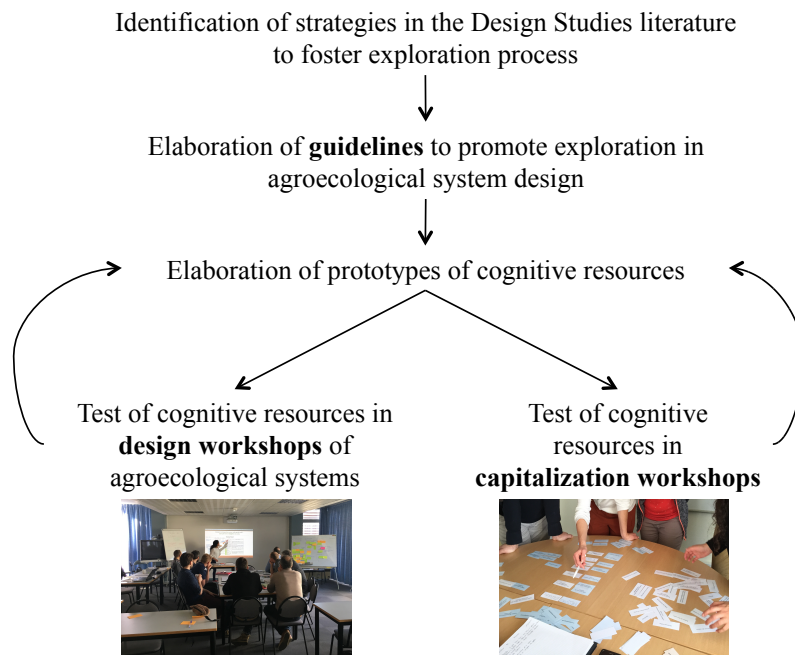 Identification of strategies in the Design Studies literature
to foster exploration process
Elaboration of guidelines to promote exploration in
agroecological system design
Elaboration of prototypes of cognitive resources
Test of cognitive resources in
design workshops of
agroecological systems
Test of cognitive
resources in
capitalization workshops